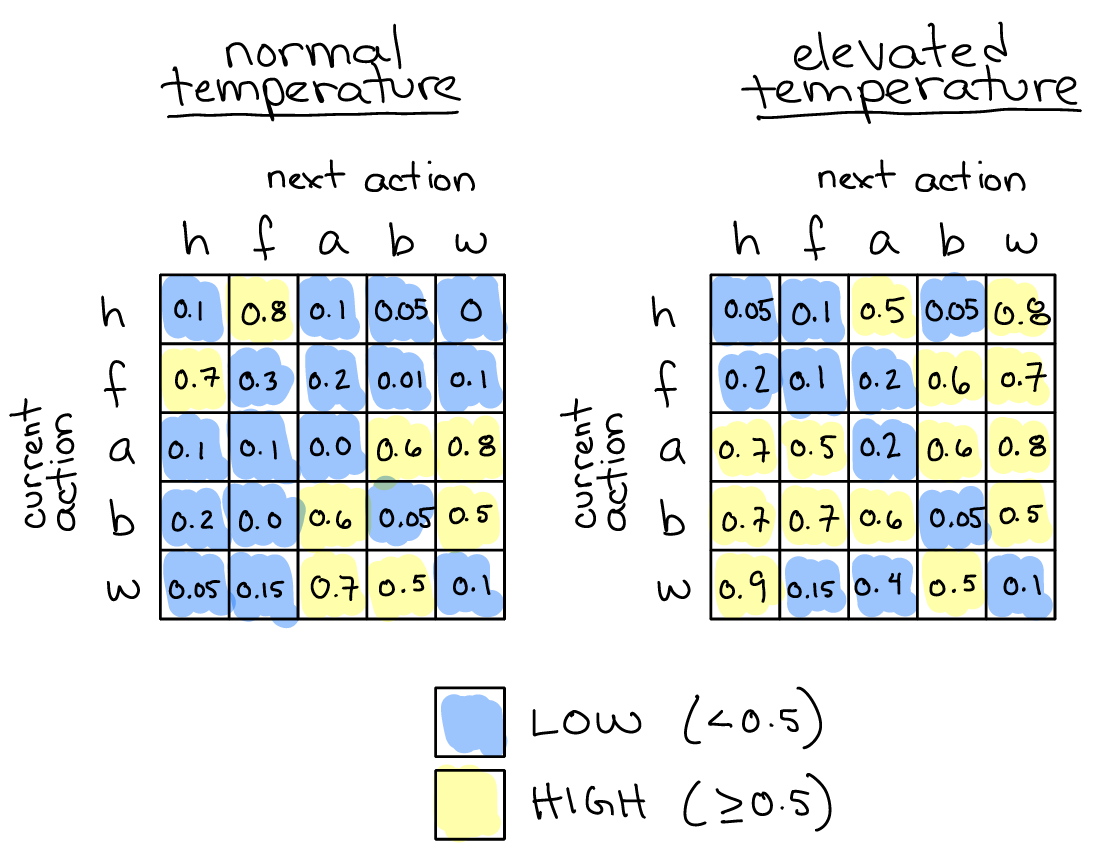 normal
temperature
next action
h f a b w
current
action
h 0.1 0.8 0.1 0.05 0
f 0.7 0.3 0.2 0.01 0.1
a 0.1 0.1 0.0 0.6 0.8
b 0.2 0.0 0.6 0.05 0.5
w 0.05 0.15 0.7 0.5 0.1
elevated
temperature
next action
h f a b w
current
action
h 0.05 0.1 0.5 0.05 0.8
f 0.2 0.1 0.2 0.6 0.7
a 0.7 0.5 0.2 0.6 0.8
b 0.7 0.7 0.6 0.05 0.5
w 0.9 0.15 0.4 0.5 0.1
LOW (<0.5)
HIGH (≥0.5)